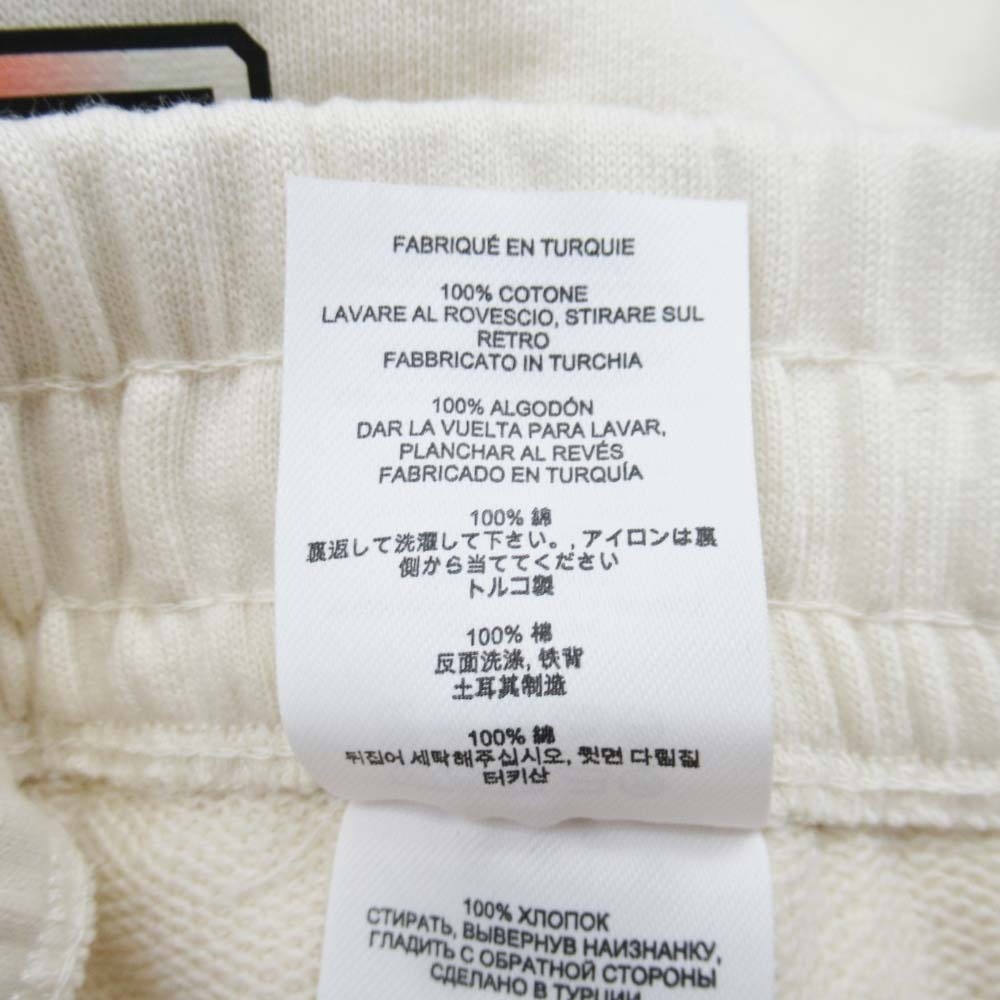 FABRIQUÉ EN TURQUIE
100% COTONE
LAVARE AL ROVESCIO, STIRARE SUL
RETRO
FABBRICATO IN TURCHIA
100% ALGODÓN
DAR LA VUELTA PARA LAVAR,
PLANCHAR AL REVÉS
FABRICADO EN TURQUÍA
100% 綿
裏返して洗濯して下さい。, アイロンは裏
側から当ててください
トルコ製
100% 棉
反面洗涤, 铁背
土耳其制造
100% 綿
뒤집어 세탁해주십시오, 뒷면 다림질
터키산
100% ХЛОПОК
СТИРАТЬ, ВЫВЕРНУВ НАИЗНАНКУ,
ГЛАДИТЬ С ОБРАТНОЙ СТОРОНЫ
СДЕЛАНО В ТУРЦИИ